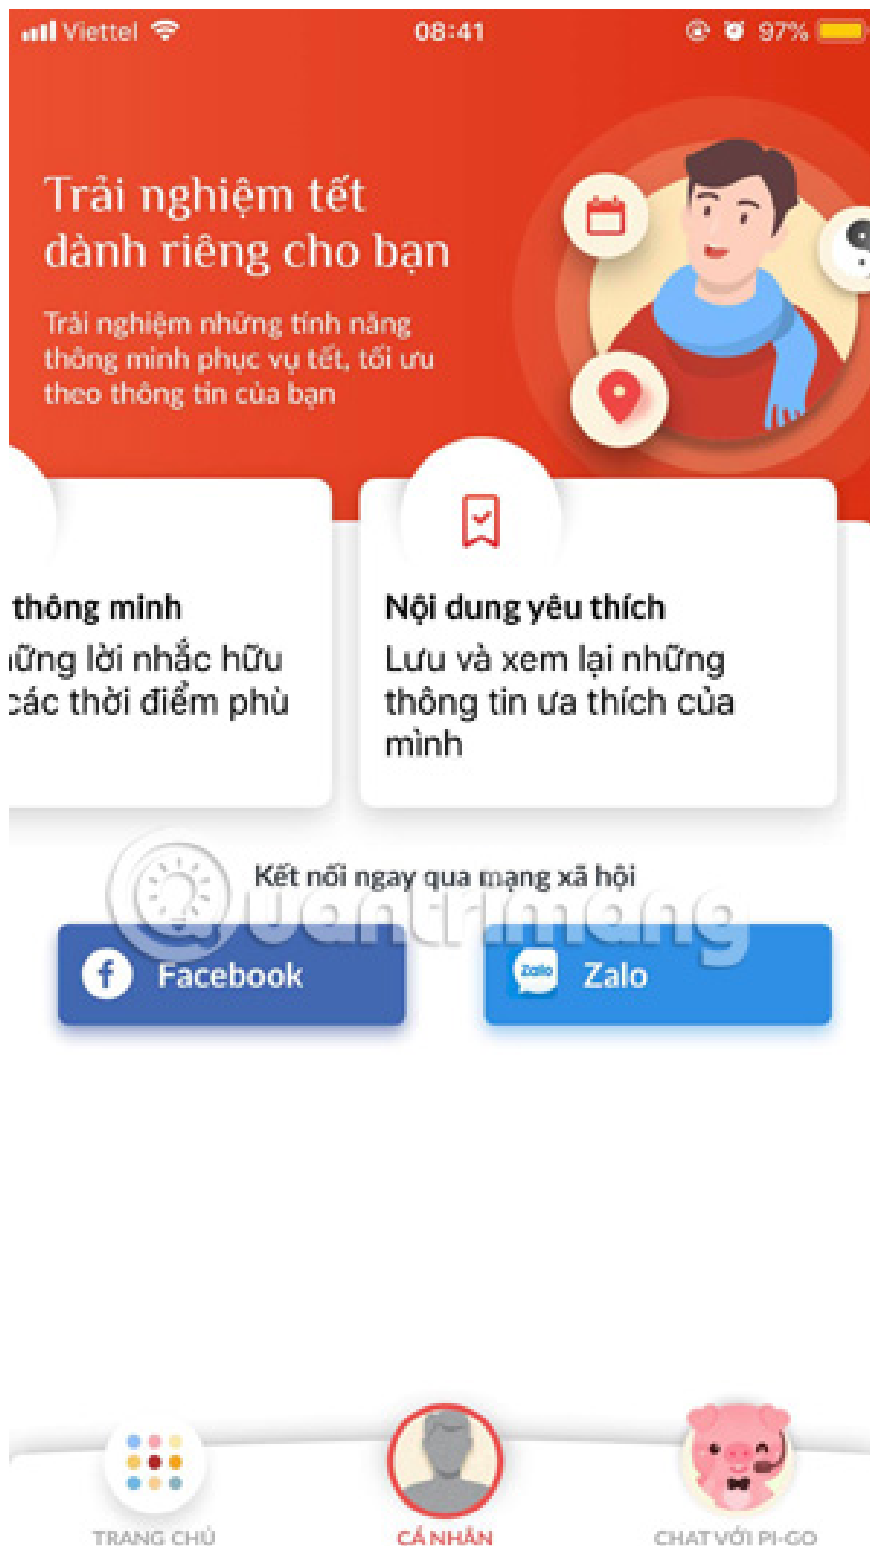 Viettel 08:41 97%
Trải nghiệm tết
dành riêng cho bạn
Trải nghiệm những tính năng
thông minh phục vụ tết, tối ưu
theo thông tin của bạn
thông minh
lời nhắc hữu
các thời điểm phù
Nội dung yêu thích
Lưu và xem lại những
thông tin ưa thích của
mình
Kết nối ngay qua mạng xã hội
Quantrimang
Facebook
Zalo Zalo
TRANG CHỦ
CÁ NHÂN
CHAT VỚI PI-GO